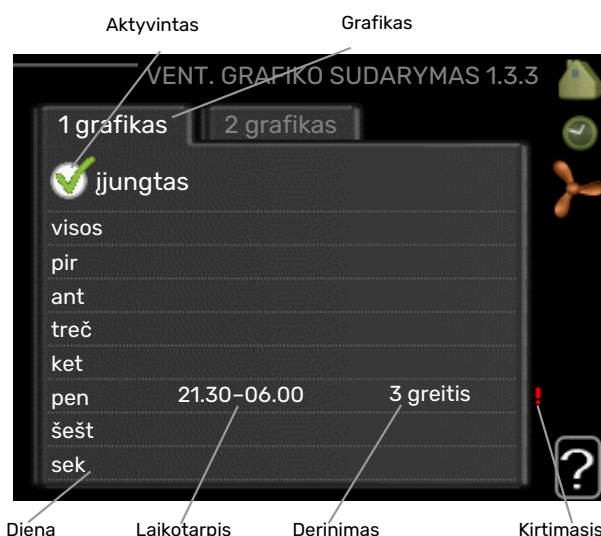 Aktyvintas Grafikas
VENT. GRAFIKO SUDARYMAS 1.3.3
1 grafikas 2 grafikas
įjungtas
visos
pir
ant
treč
ket
pen 21.30–06.00 3 greitis !
šešt
sek
?
Diena Laikotarpis Derinimas Kirtimasis